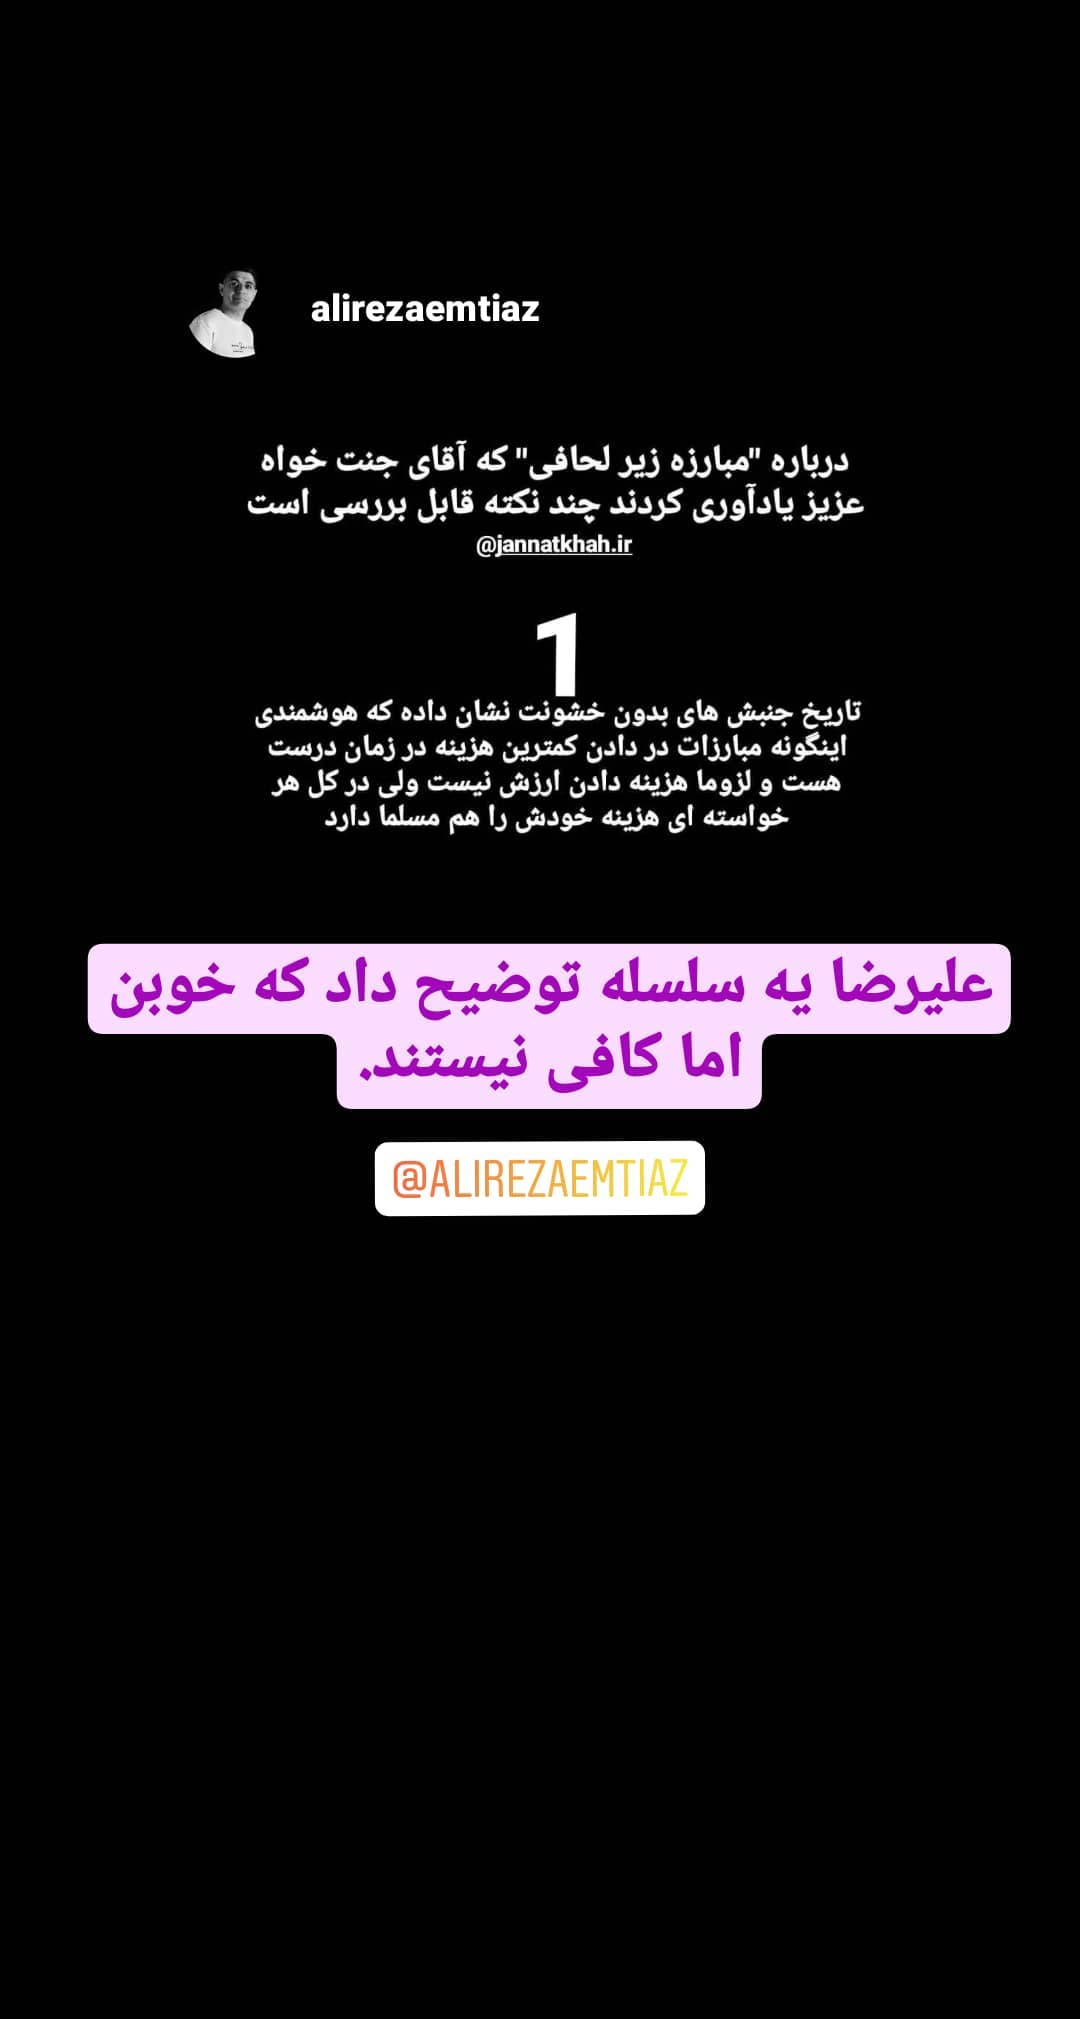 alirezaemtiaz
درباره "مبارزه زیر لحافی" که آقای جنت خواه
عزیز یادآوری کردند چند نکته قابل بررسی است
@jannatkhah.ir
1
تاریخ جنبش های بدون خشونت نشان داده که هوشمندی
اینگونه مبارزات در دادن کمترین هزینه در زمان درست
هست و لزوما هزینه دادن ارزش نیست ولی در کل هر
خواسته ای هزینه خودش را هم مسلما دارد
علیرضا یه سلسله توضیح داد که خوبن
اما کافی نیستند.
@ALIREZAEMTIAZ